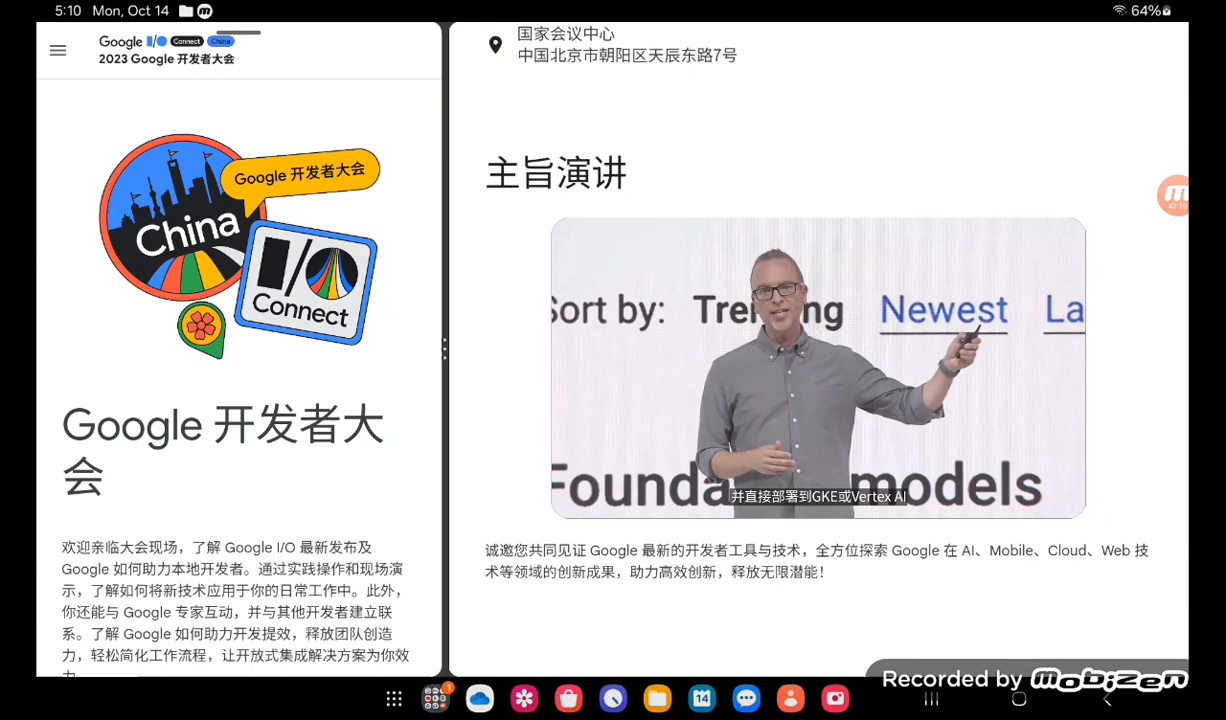 5:10 Mon, Oct 14
64%
Google I/O Connect China
2023 Google 开发者大会
Google 开发者大会
China
I/O
Connect
Google 开发者大
会
欢迎亲临大会现场，了解 Google I/O 最新发布及
Google 如何助力本地开发者。通过实践操作和现场演
示，了解如何将新技术应用于你的日常工作中。此外，
你还能与 Google 专家互动，并与其他开发者建立联
系。了解 Google 如何助力开发提效，释放团队创造
力，轻松简化工作流程，让开放式集成解决方案为你效
力
国家会议中心
中国北京市朝阳区天辰东路7号
主旨演讲
Sort by: Trending Newest La
Founda models
并直接部署到GKE或Vertex AI
诚邀您共同见证 Google 最新的开发者工具与技术，全方位探索 Google 在 AI、Mobile、Cloud、Web 技
术等领域的创新成果，助力高效创新，释放无限潜能！
47:19
Recorded by mobizen
1
14